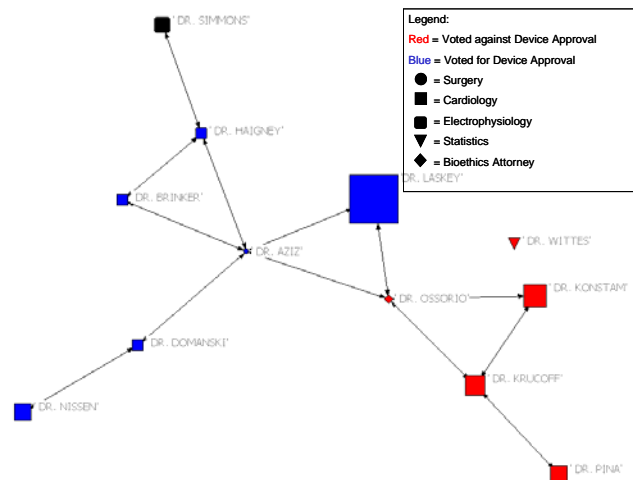 ' DR. SIMMONS'
Legend:
Red = Voted against Device Approval
Blue = Voted for Device Approval
= Surgery
= Cardiology
= Electrophysiology
= Statistics
= Bioethics Attorney
' DR. HAIGNEY'
' DR. LASKEY'
' DR. BRINKER'
' DR. WITTES'
' DR. AZIZ'
' DR. KONSTAM'
' DR. OSSORIO'
' DR. DOMANSKI'
' DR. KRUCOFF'
' DR. NISSEN'
' DR. PINA'